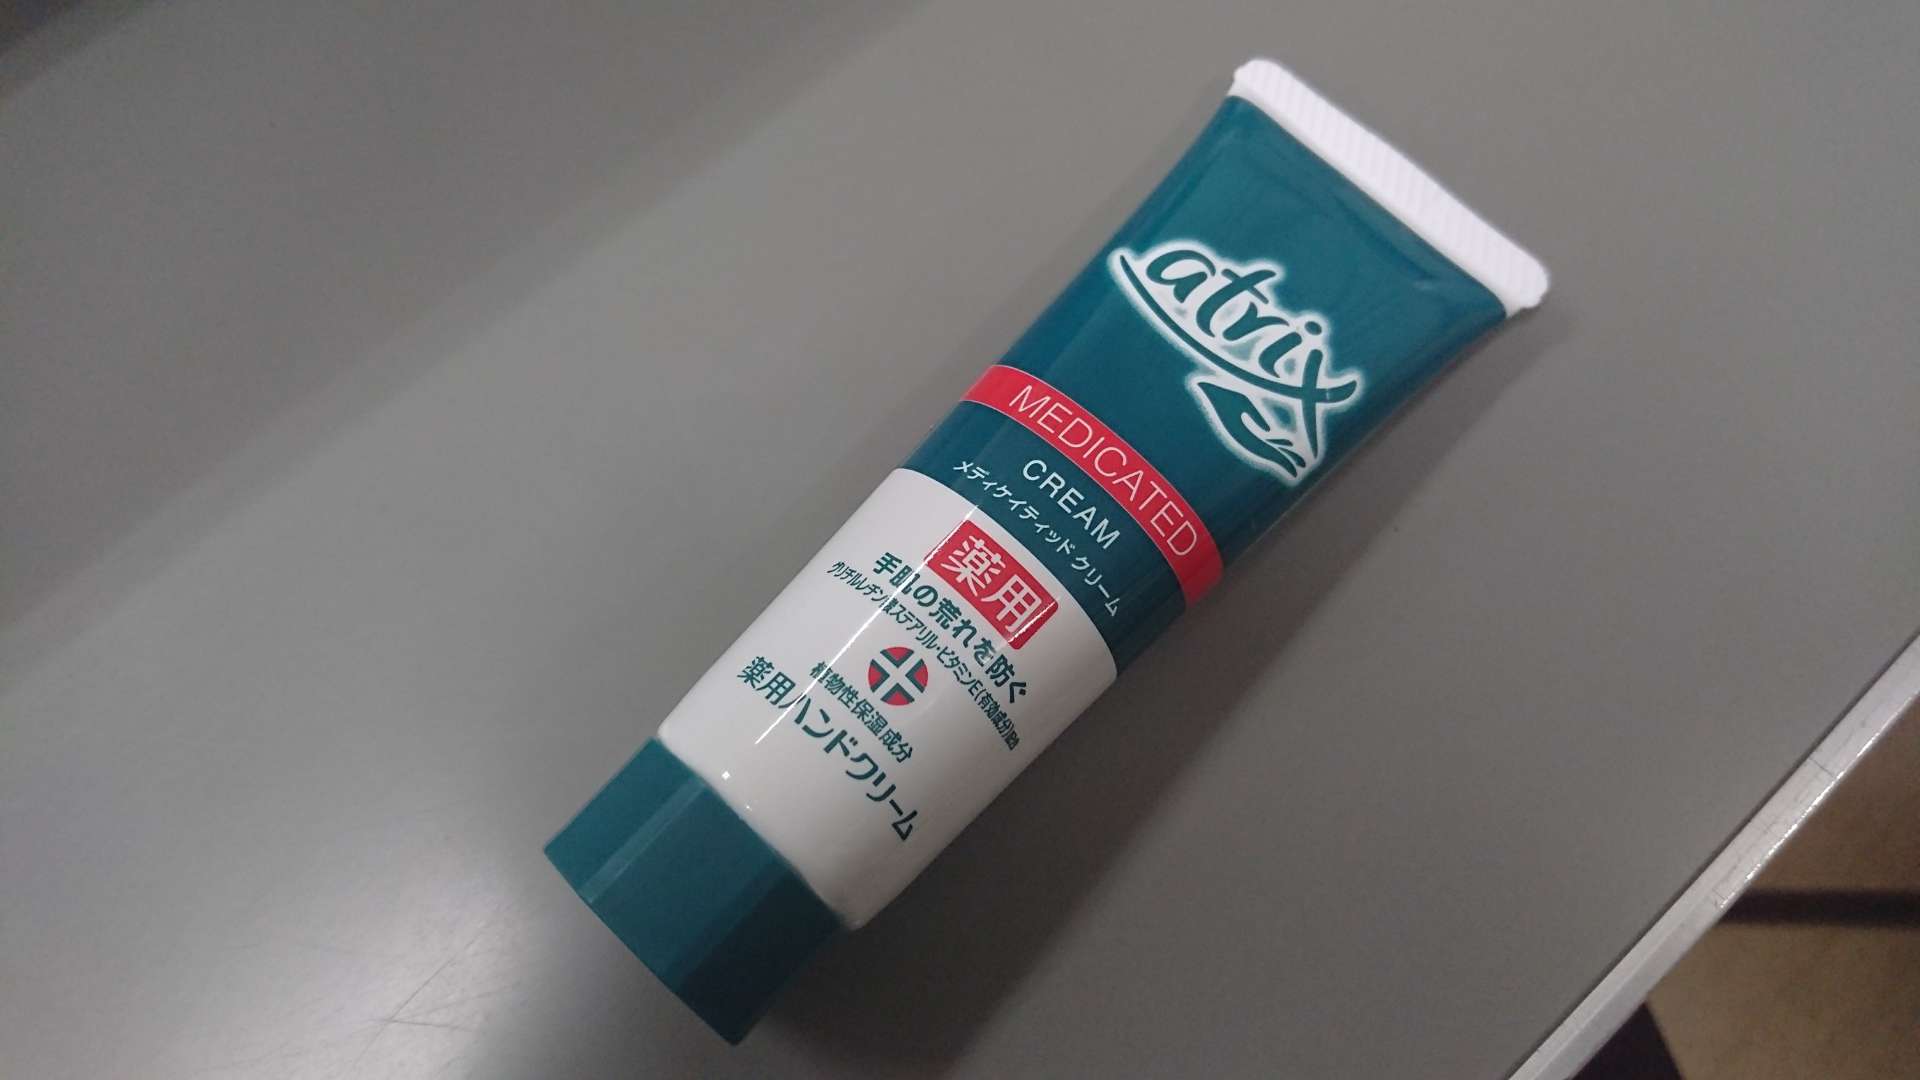 atrix
MEDICATED
CREAM
メディケイティッド クリーム
薬用
手肌の荒れを防ぐ
グリチルレチン酸ステアリル・ビタミンE(有効成分)配合
植物性保湿成分
薬用ハンドクリーム